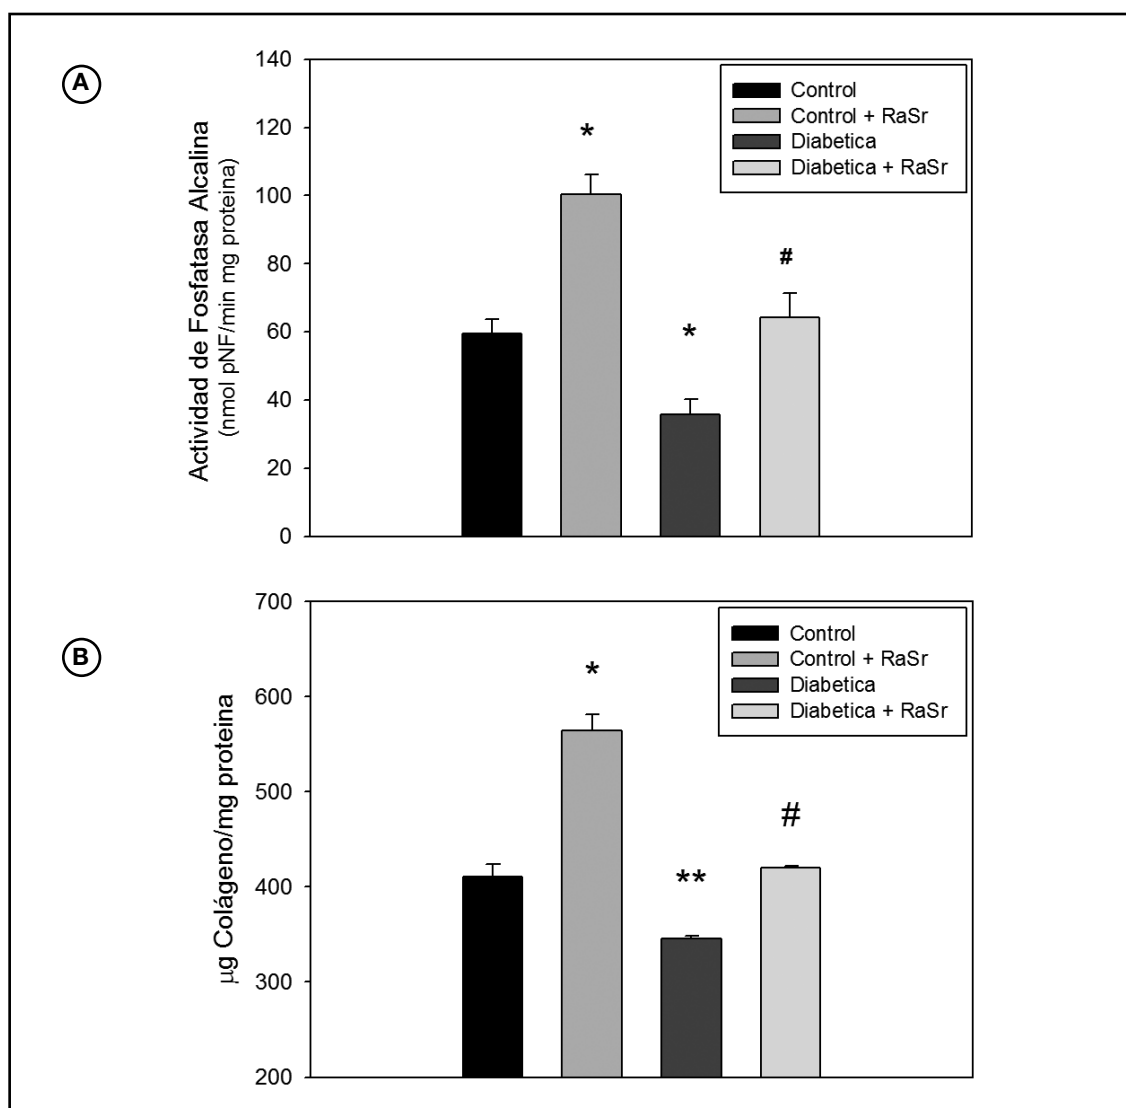 A
Actividad de Fosfatasa Alcalina
(nmol pNF/min mg proteina)
140
120
100
80
60
40
20
0
Control
Control + RaSr
Diabetica
Diabetica + RaSr
*
*
#
B
µg Colágeno/mg proteina
700
600
500
400
300
200
Control
Control + RaSr
Diabetica
Diabetica + RaSr
*
**
#